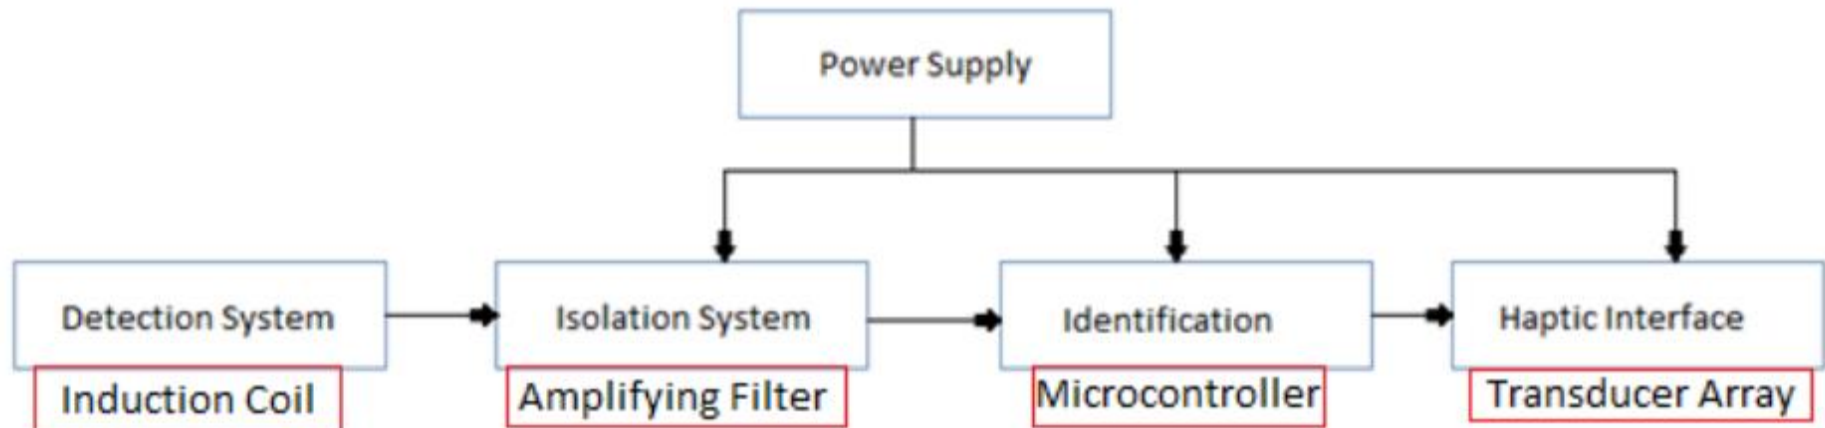 Power Supply
Detection System
Isolation System
Identification
Haptic Interface
Induction Coil
Amplifying Filter
Microcontroller
Transducer Array